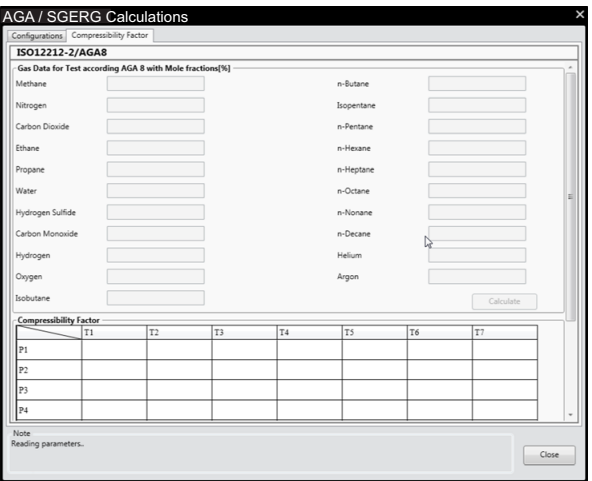 AGA / SGERG Calculations
Configurations Compressibility Factor
ISO12212-2/AGA8
Gas Data for Test according AGA 8 with Mole fractions[%]
Methane
Nitrogen
Carbon Dioxide
Ethane
Propane
Water
Hydrogen Sulfide
Carbon Monoxide
Hydrogen
Oxygen
Isobutane
n-Butane
Isopentane
n-Pentane
n-Hexane
n-Heptane
n-Octane
n-Nonane
n-Decane
Helium
Argon
Calculate
Compressibility Factor
T1 T2 T3 T4 T5 T6 T7
P1
P2
P3
P4
Note
Reading parameters..
Close